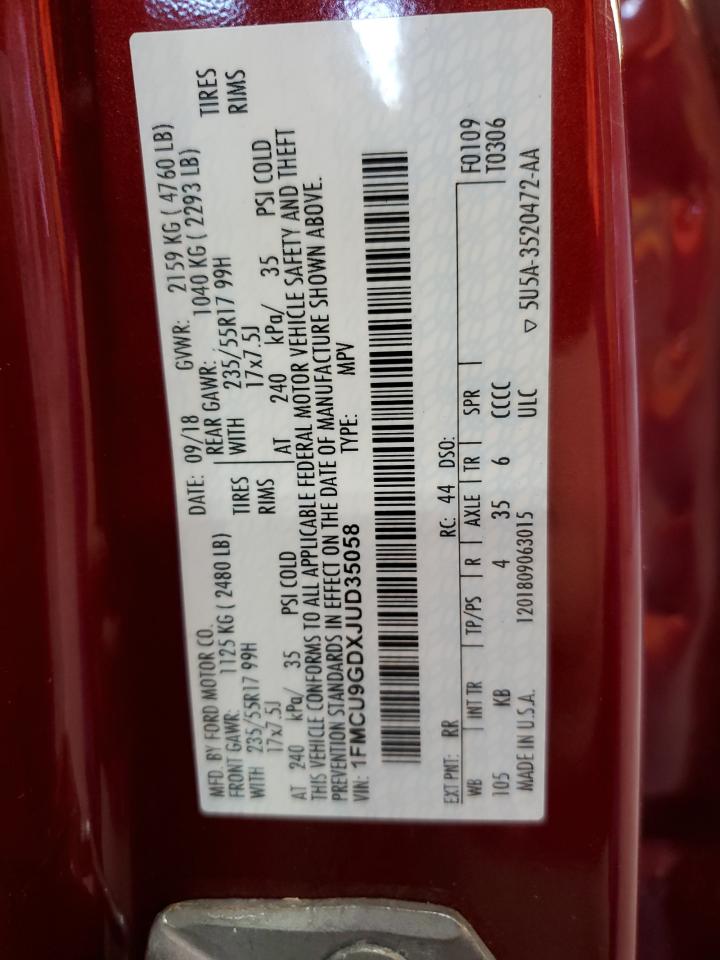 MFD. BY FORD MOTOR CO. DATE: 09/18 GVWR: 2159 KG ( 4760 LB)
FRONT GAWR: 1125 KG ( 2480 LB) REAR GAWR: 1040 KG ( 2293 LB)
WITH 235/55R17 99H TIRES WITH 235/55R17 99H TIRES
17x7.5J RIMS 17x7.5J RIMS
AT 240 kPa/ 35 PSI COLD AT 240 kPa/ 35 PSI COLD
THIS VEHICLE CONFORMS TO ALL APPLICABLE FEDERAL MOTOR VEHICLE SAFETY AND THEFT
PREVENTION STANDARDS IN EFFECT ON THE DATE OF MANUFACTURE SHOWN ABOVE.
VIN: 1FMCU9GDXJUD35058 TYPE: MPV
EXT PNT: RR RC: 44 DSO:
WB INT TR TP/PS R AXLE TR SPR F0109
105 KB 4 35 6 CCCC T0306
MADE IN U.S.A. 1201809063015 ULC ▽ 5U5A-3520472-AA